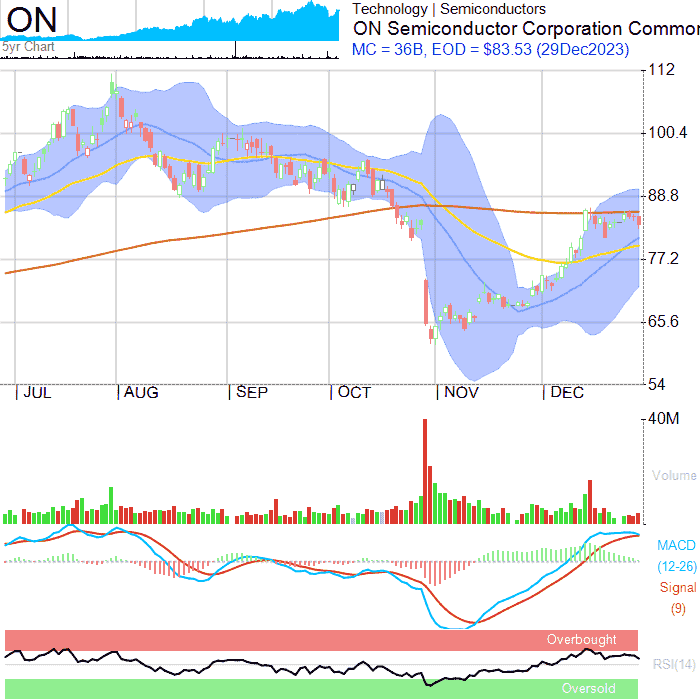 ON
5yr Chart
Technology | Semiconductors
ON Semiconductor Corporation Common
MC = 36B, EOD = $83.53 (29Dec2023)
112
100.4
88.8
77.2
65.6
54
JUL
AUG
SEP
OCT
NOV
DEC
40M
Volume
MACD
(12-26)
Signal
(9)
Overbought
RSI(14)
Oversold